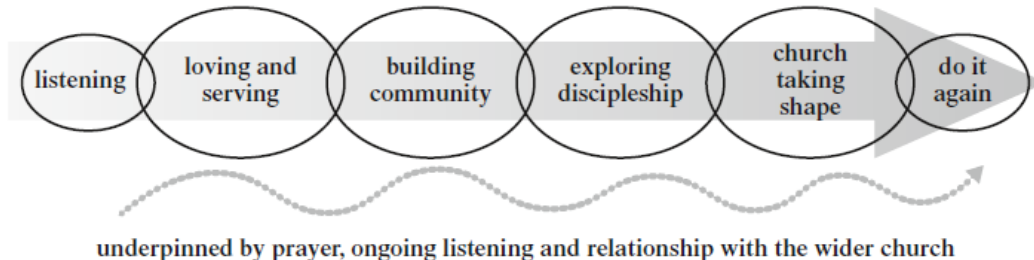 listening
loving and
serving
building
community
exploring
discipleship
church
taking
shape
do it
again
underpinned by prayer, ongoing listening and relationship with the wider church